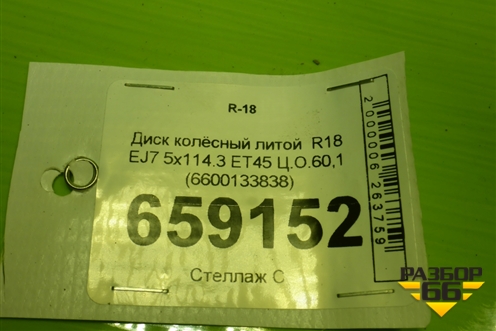 R-18
Диск колёсный литой R18
EJ7 5x114.3 ET45 Ц.О.60,1
(6600133838)
659152
Стеллаж С
2000006263759
РАЗБОР
66